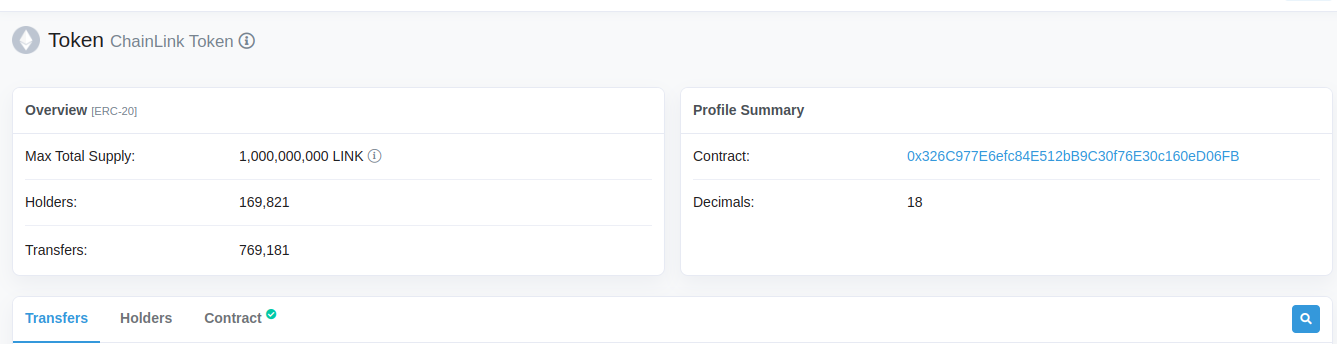 Token ChainLink Token
Overview [ERC-20]
Max Total Supply: 1,000,000,000 LINK
Holders: 169,821
Transfers: 769,181
Profile Summary
Contract: 0x326C977E6efc84E512bB9C30f76E30c160eD06FB
Decimals: 18
Transfers Holders Contract